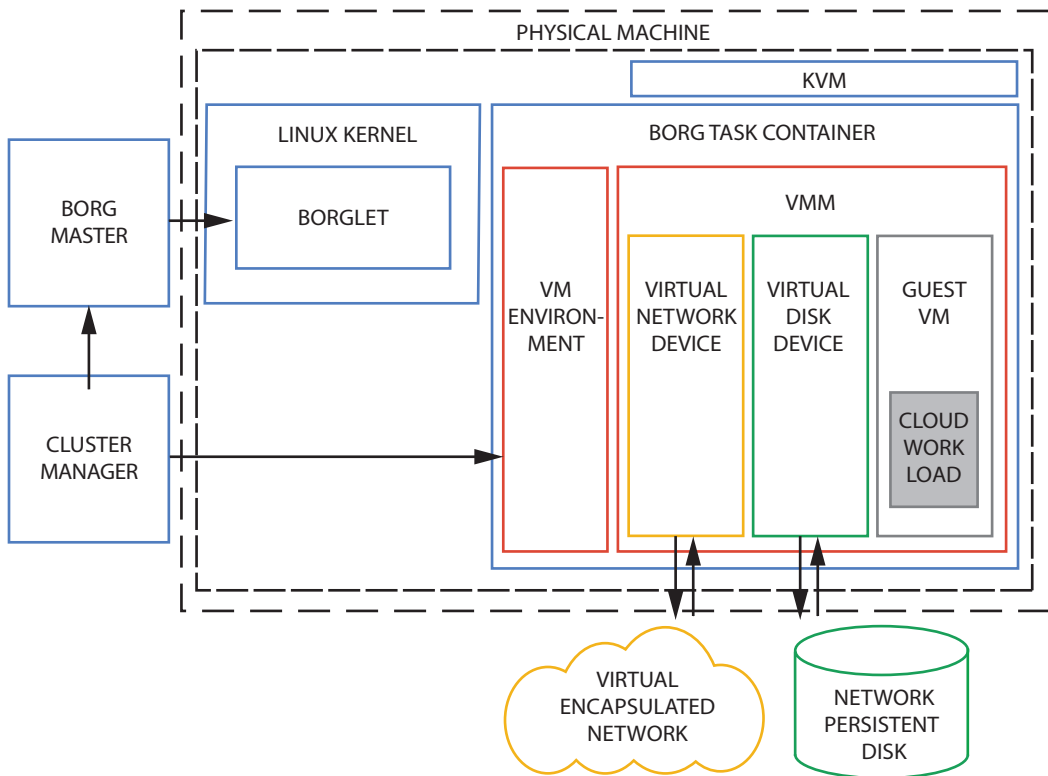 PHYSICAL MACHINE
KVM
LINUX KERNEL
BORG TASK CONTAINER
BORG
MASTER
BORGLET
VMM
VM
ENVIRON-
MENT
VIRTUAL
NETWORK
DEVICE
VIRTUAL
DISK
DEVICE
GUEST
VM
CLOUD
WORK
LOAD
CLUSTER
MANAGER
VIRTUAL
ENCAPSULATED
NETWORK
NETWORK
PERSISTENT
DISK